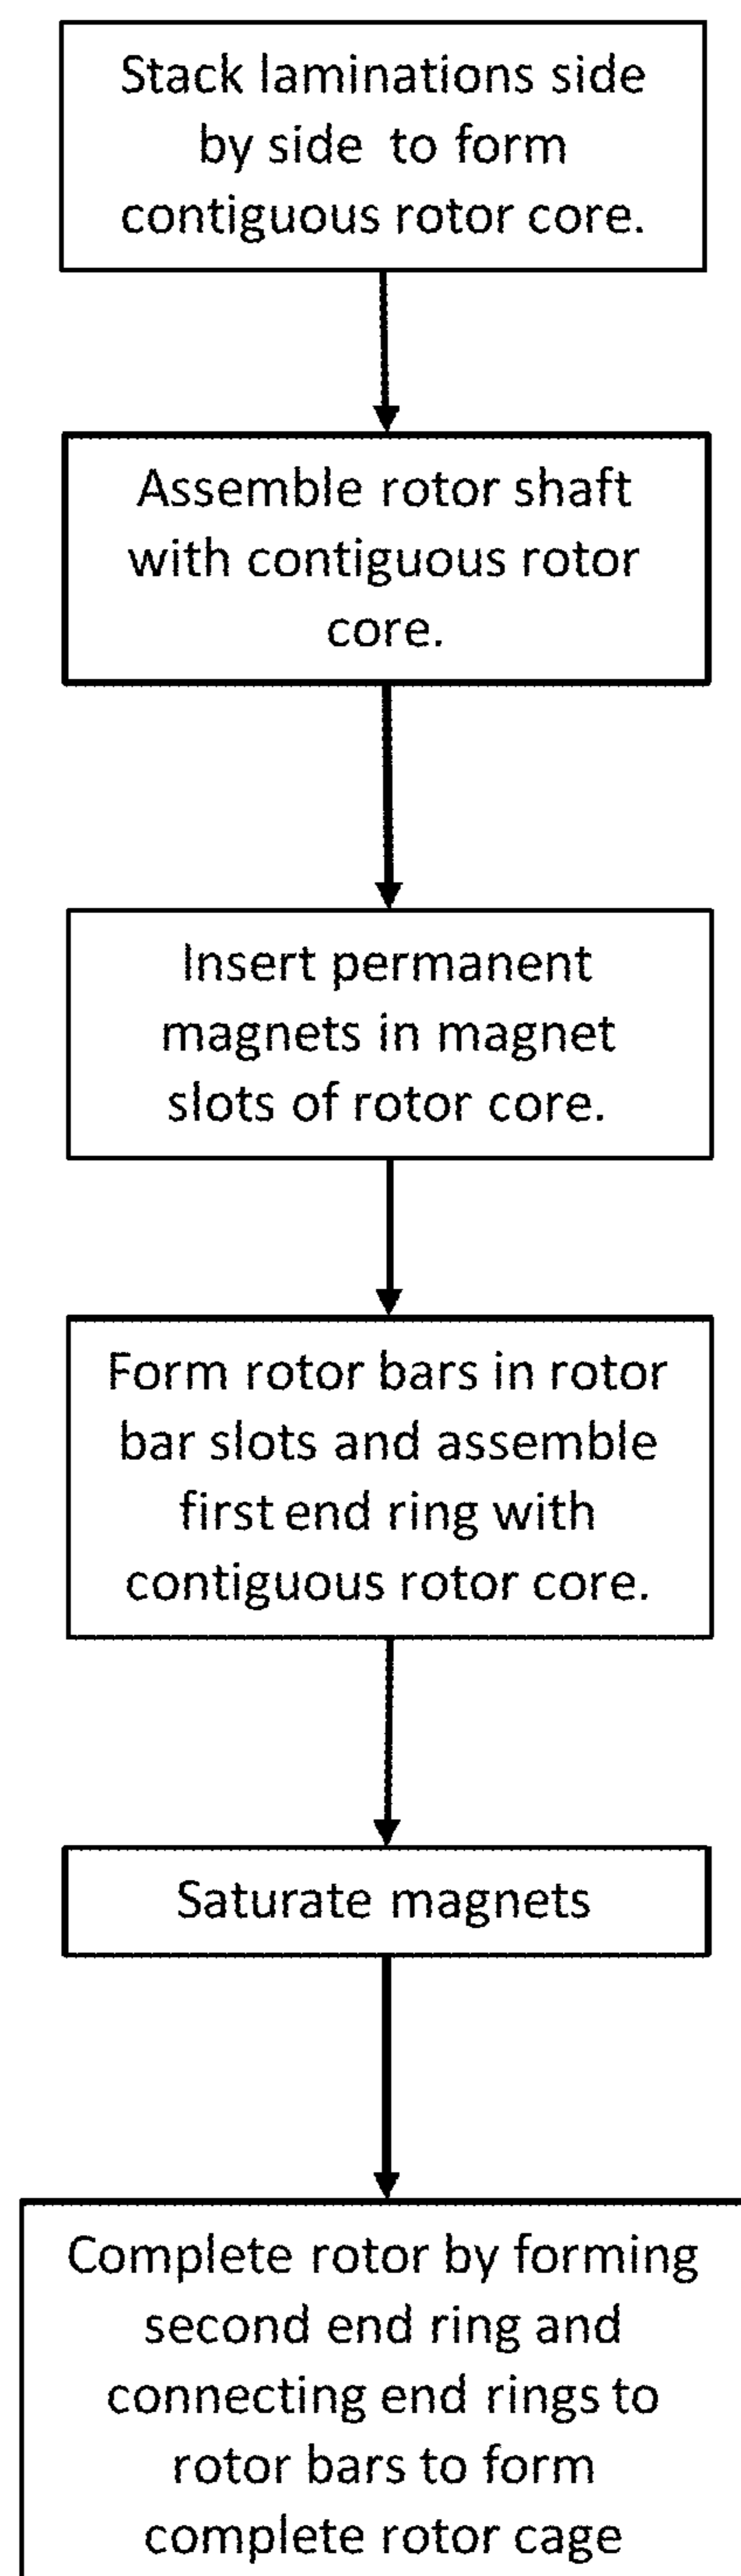 Stack laminations side
by side to form
contiguous rotor core.
Assemble rotor shaft
with contiguous rotor
core.
Insert permanent
magnets in magnet
slots of rotor core.
Form rotor bars in rotor
bar slots and assemble
first end ring with
contiguous rotor core.
Saturate magnets
Complete rotor by forming
second end ring and
connecting end rings to
rotor bars to form
complete rotor cage